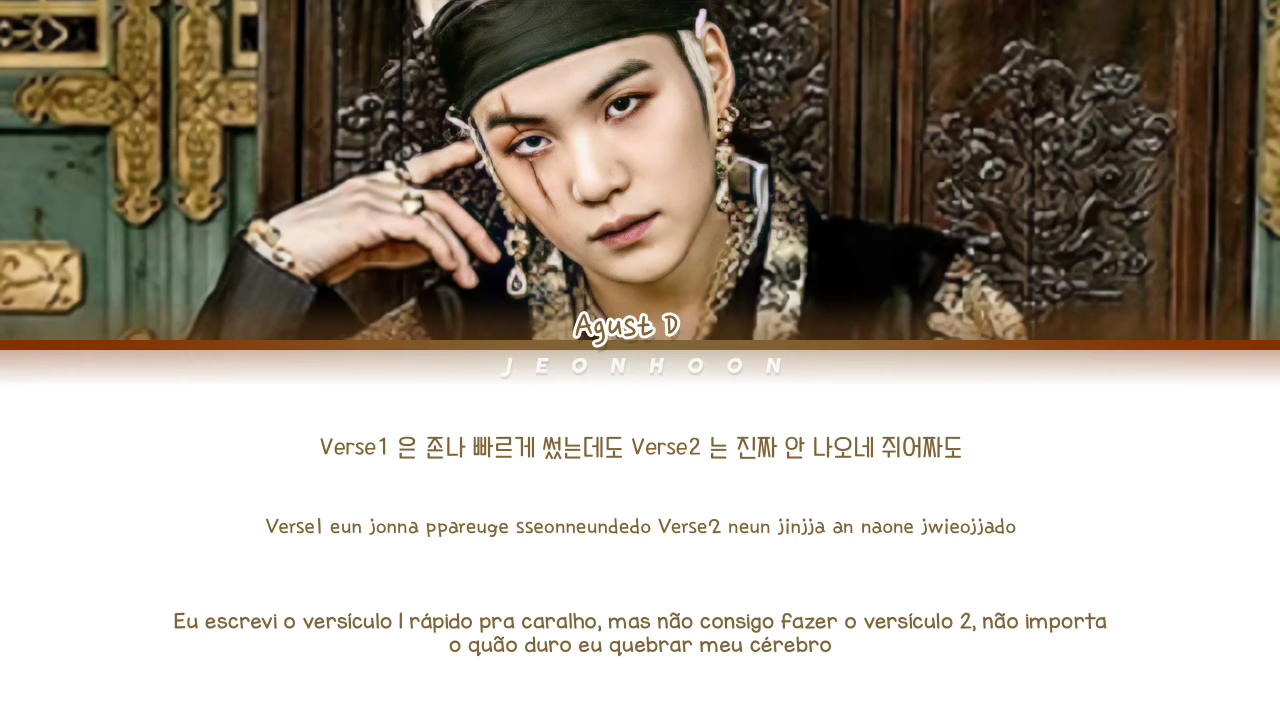 Agust D
JEONHOON
Verse1 은 존나 빠르게 썼는데도 Verse2 는 진짜 안 나오네 쥐어짜도
Verse1 eun jonna ppareuge sseonneundedo Verse2 neun jinjja an naone jwieojjado
Eu escrevi o versículo 1 rápido pra caralho, mas não consigo fazer o versículo 2, não importa
o quão duro eu quebrar meu cérebro